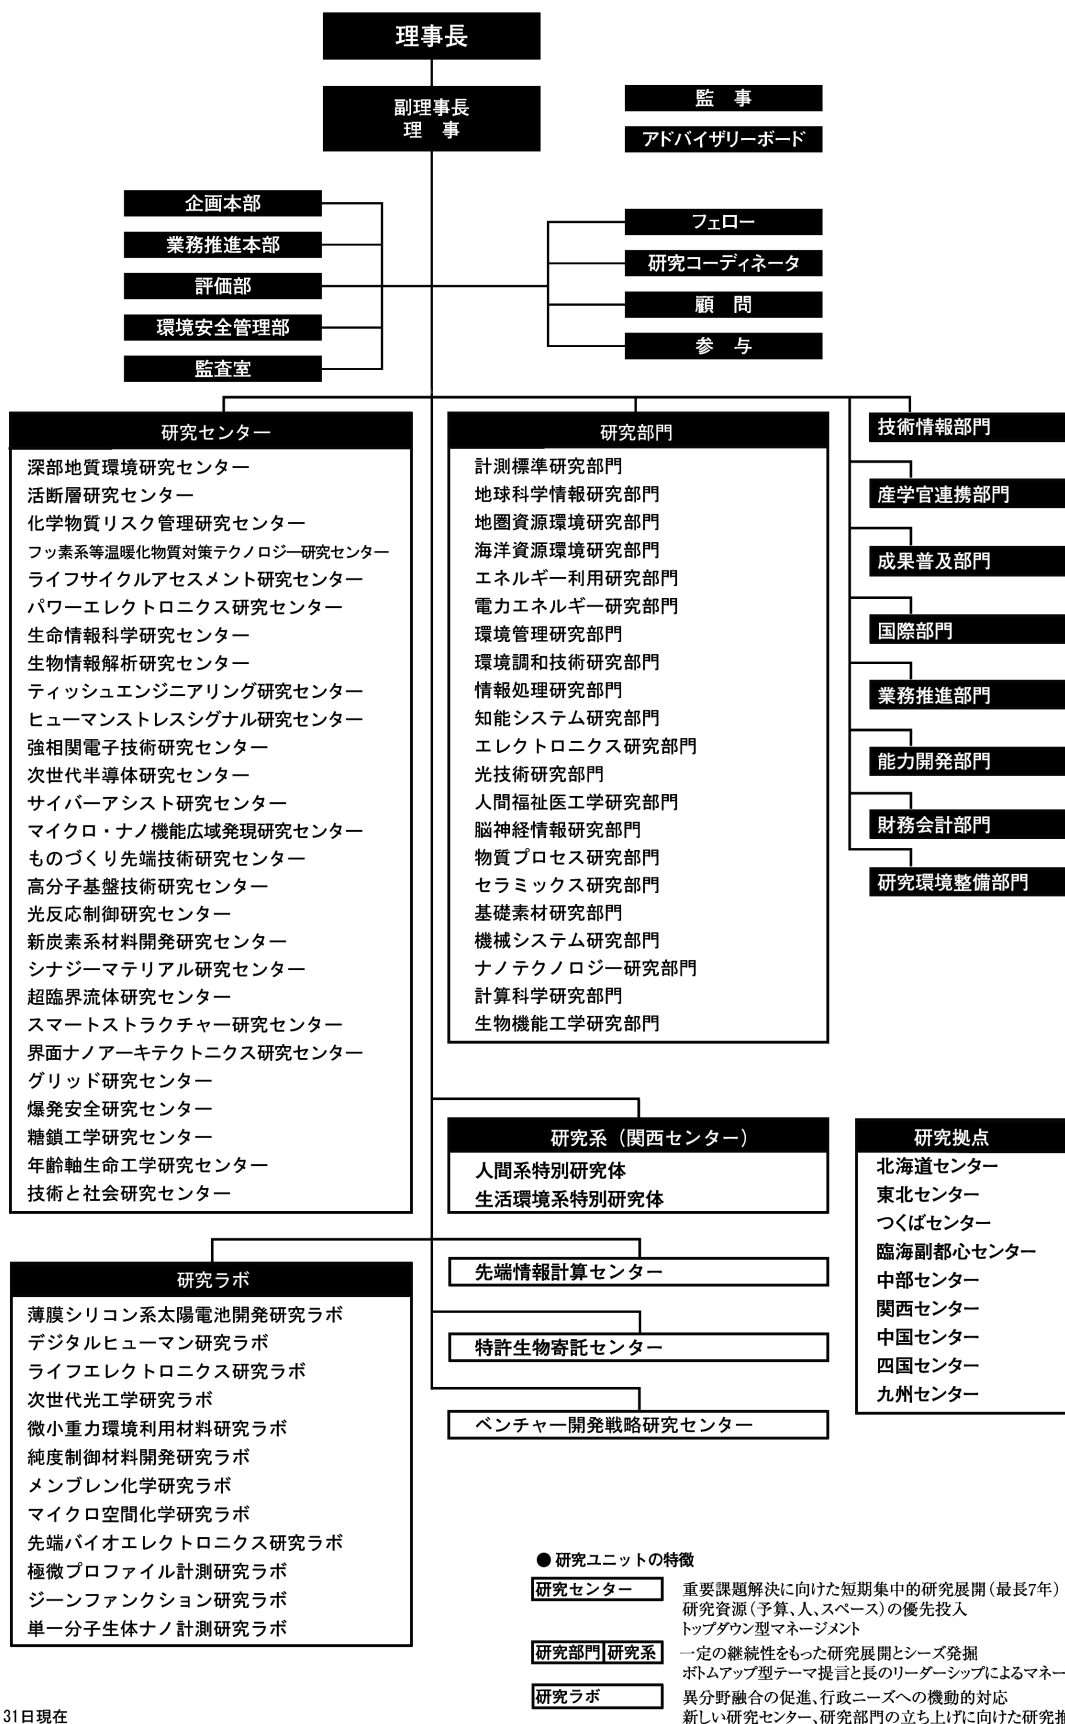 理事長
副理事長
理　事
監　事
アドバイザリーボード
企画本部
業務推進本部
評価部
環境安全管理部
監査室
フェロー
研究コーディネータ
顧　問
参　与
研究センター
深部地質環境研究センター
活断層研究センター
化学物質リスク管理研究センター
フッ素系等温暖化物質対策テクノロジー研究センター
ライフサイクルアセスメント研究センター
パワーエレクトロニクス研究センター
生命情報科学研究センター
生物情報解析研究センター
ティッシュエンジニアリング研究センター
ヒューマンストレスシグナル研究センター
強相関電子技術研究センター
次世代半導体研究センター
サイバーアシスト研究センター
マイクロ・ナノ機能広域発現研究センター
ものづくり先端技術研究センター
高分子基盤技術研究センター
光反応制御研究センター
新炭素系材料開発研究センター
シナジーマテリアル研究センター
超臨界流体研究センター
スマートストラクチャー研究センター
界面ナノアーキテクトニクス研究センター
グリッド研究センター
爆発安全研究センター
糖鎖工学研究センター
年齢軸生命工学研究センター
技術と社会研究センター
研究部門
計測標準研究部門
地球科学情報研究部門
地圏資源環境研究部門
海洋資源環境研究部門
エネルギー利用研究部門
電力エネルギー研究部門
環境管理研究部門
環境調和技術研究部門
情報処理研究部門
知能システム研究部門
エレクトロニクス研究部門
光技術研究部門
人間福祉医工学研究部門
脳神経情報研究部門
物質プロセス研究部門
セラミックス研究部門
基礎素材研究部門
機械システム研究部門
ナノテクノロジー研究部門
計算科学研究部門
生物機能工学研究部門
技術情報部門
産学官連携部門
成果普及部門
国際部門
業務推進部門
能力開発部門
財務会計部門
研究環境整備部門
研究系（関西センター）
人間系特別研究体
生活環境系特別研究体
先端情報計算センター
特許生物寄託センター
ベンチャー開発戦略研究センター
研究拠点
北海道センター
東北センター
つくばセンター
臨海副都心センター
中部センター
関西センター
中国センター
四国センター
九州センター
研究ラボ
薄膜シリコン系太陽電池開発研究ラボ
デジタルヒューマン研究ラボ
ライフエレクトロニクス研究ラボ
次世代光工学研究ラボ
微小重力環境利用材料研究ラボ
純度制御材料開発研究ラボ
メンブレン化学研究ラボ
マイクロ空間化学研究ラボ
先端バイオエレクトロニクス研究ラボ
極微プロファイル計測研究ラボ
ジーンファンクション研究ラボ
単一分子生体ナノ計測研究ラボ
●研究ユニットの特徴
研究センター　重要課題解決に向けた短期集中的研究展開（最長7年）
研究資源（予算、人、スペース）の優先投入
トップダウン型マネージメント
研究部門 研究系　一定の継続性をもった研究展開とシーズ発掘
ボトムアップ型テーマ提言と長のリーダーシップによるマネー
研究ラボ　異分野融合の促進、行政ニーズへの機動的対応
新しい研究センター、研究部門の立ち上げに向けた研究推
31日現在